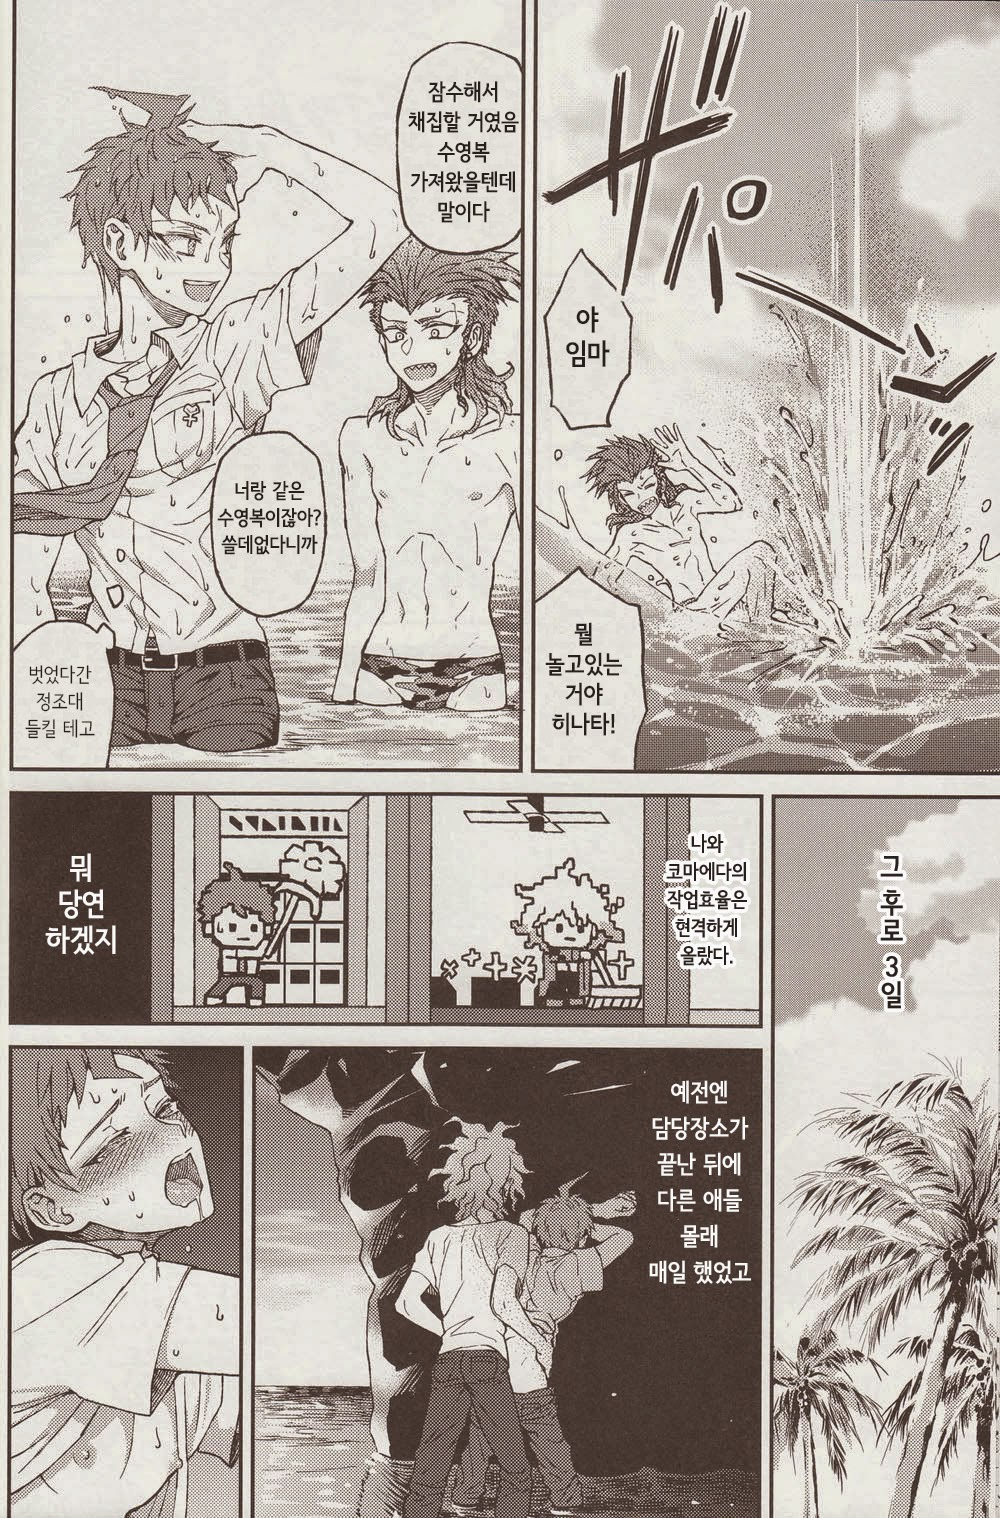 ザ
パ
ン
야
임마
뭘
놀고있는
거야
히나타!
잠수해서
채집할 거였음
수영복
가져왔을텐데
말이다
너랑 같은
수영복이잖아?
쓸데없다니까
벗었다간
정조대
들킬 테고
그 후로 3일
나와
코마에다의
작업효율은
현격하게
올랐다.
뭐
당연
하겠지
예전엔
담당장소가
끝난 뒤에
다른 애들
몰래
매일 했었고